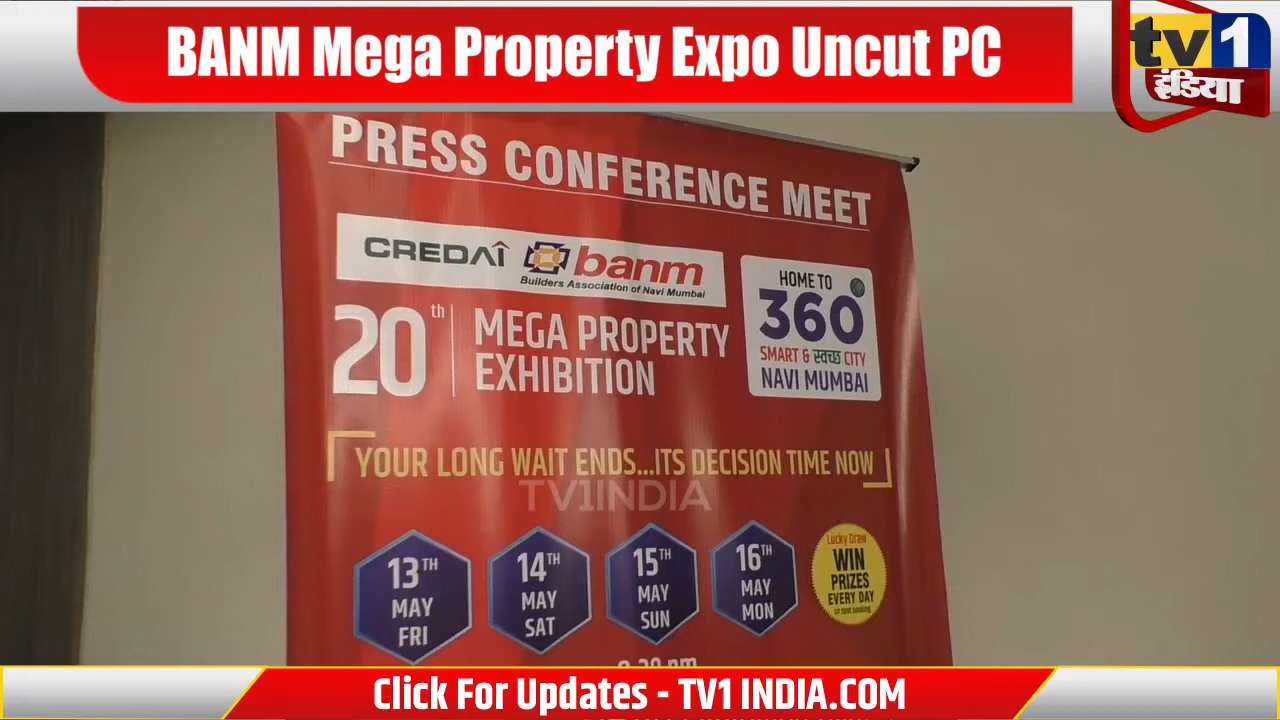 BANM Mega Property Expo Uncut PC
tv1
इंडिया
PRESS CONFERENCE MEET
CREDAI banm
Builders Association of Navi Mumbai
20th MEGA PROPERTY
EXHIBITION
HOME TO
360
SMART & स्वच्छ CITY
NAVI MUMBAI
YOUR LONG WAIT ENDS...ITS DECISION TIME NOW
TV1INDIA
13TH
MAY
FRI
14TH
MAY
SAT
15TH
MAY
SUN
16TH
MAY
MON
Lucky Draw
WIN
PRIZES
EVERY DAY
on spot booking
Click For Updates - TV1 INDIA.COM